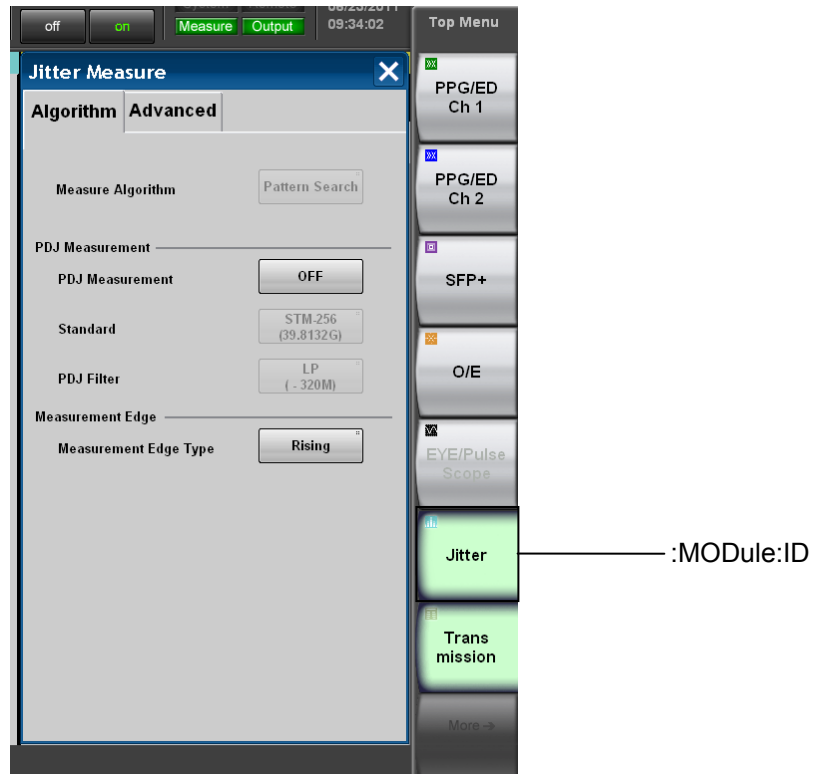 off on Measure Output 09:34:02 Top Menu
Jitter Measure
Algorithm Advanced
Measure Algorithm Pattern Search
PDJ Measurement
PDJ Measurement OFF
Standard STM-256
(39.8132G)
PDJ Filter LP
( - 320M)
Measurement Edge
Measurement Edge Type Rising
PPG/ED
Ch 1
PPG/ED
Ch 2
SFP+
O/E
EYE/Pulse
Scope
Jitter
:MODule:ID
Trans
mission
More→